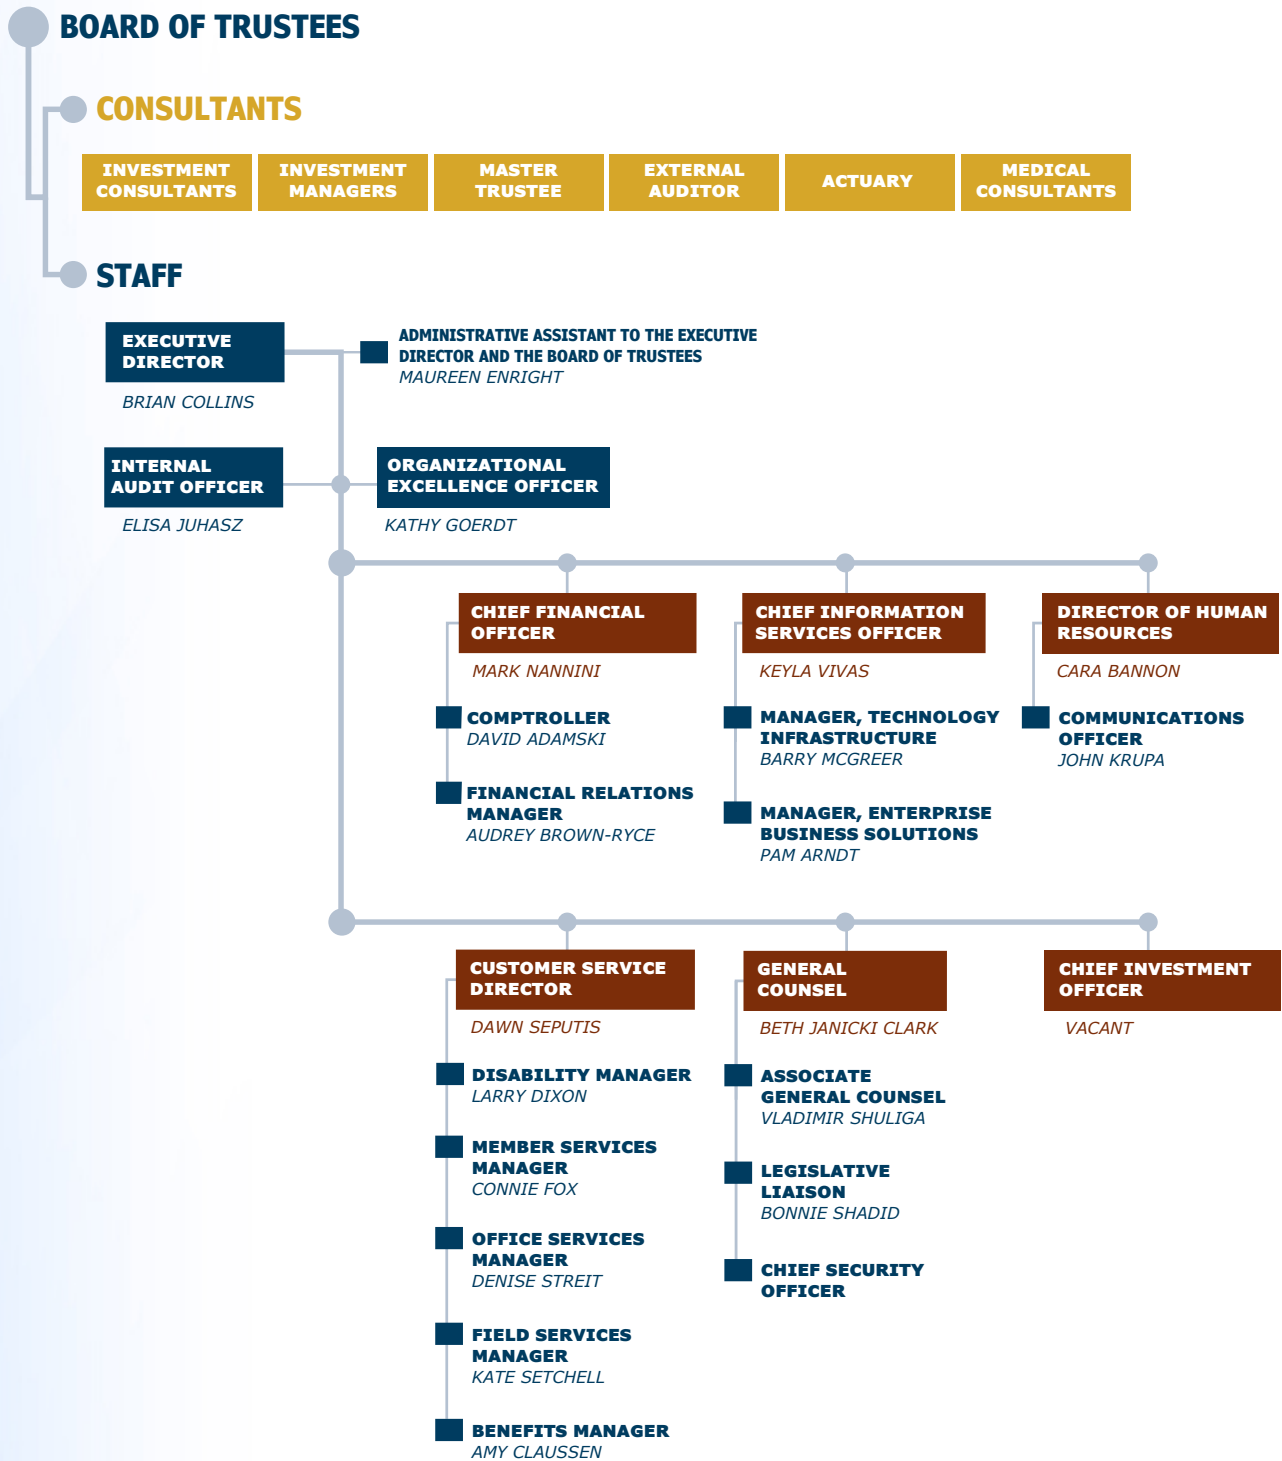 BOARD OF TRUSTEES
CONSULTANTS
INVESTMENT
CONSULTANTS
INVESTMENT
MANAGERS
MASTER
TRUSTEE
EXTERNAL
AUDITOR
ACTUARY
MEDICAL
CONSULTANTS
STAFF
EXECUTIVE
DIRECTOR
BRIAN COLLINS
ADMINISTRATIVE ASSISTANT TO THE EXECUTIVE
DIRECTOR AND THE BOARD OF TRUSTEES
MAUREEN ENRIGHT
INTERNAL
AUDIT OFFICER
ELISA JUHASZ
ORGANIZATIONAL
EXCELLENCE OFFICER
KATHY GOERDT
CHIEF FINANCIAL
OFFICER
MARK NANNINI
COMPTROLLER
DAVID ADAMSKI
FINANCIAL RELATIONS
MANAGER
AUDREY BROWN-RYCE
CHIEF INFORMATION
SERVICES OFFICER
KEYLA VIVAS
MANAGER, TECHNOLOGY
INFRASTRUCTURE
BARRY MCGREER
MANAGER, ENTERPRISE
BUSINESS SOLUTIONS
PAM ARNDT
DIRECTOR OF HUMAN
RESOURCES
CARA BANNON
COMMUNICATIONS
OFFICER
JOHN KRUPA
CUSTOMER SERVICE
DIRECTOR
DAWN SEPUTIS
DISABILITY MANAGER
LARRY DIXON
MEMBER SERVICES
MANAGER
CONNIE FOX
OFFICE SERVICES
MANAGER
DENISE STREIT
FIELD SERVICES
MANAGER
KATE SETCHELL
BENEFITS MANAGER
AMY CLAUSSEN
GENERAL
COUNSEL
BETH JANICKI CLARK
ASSOCIATE
GENERAL COUNSEL
VLADIMIR SHULIGA
LEGISLATIVE
LIAISON
BONNIE SHADID
CHIEF SECURITY
OFFICER
CHIEF INVESTMENT
OFFICER
VACANT